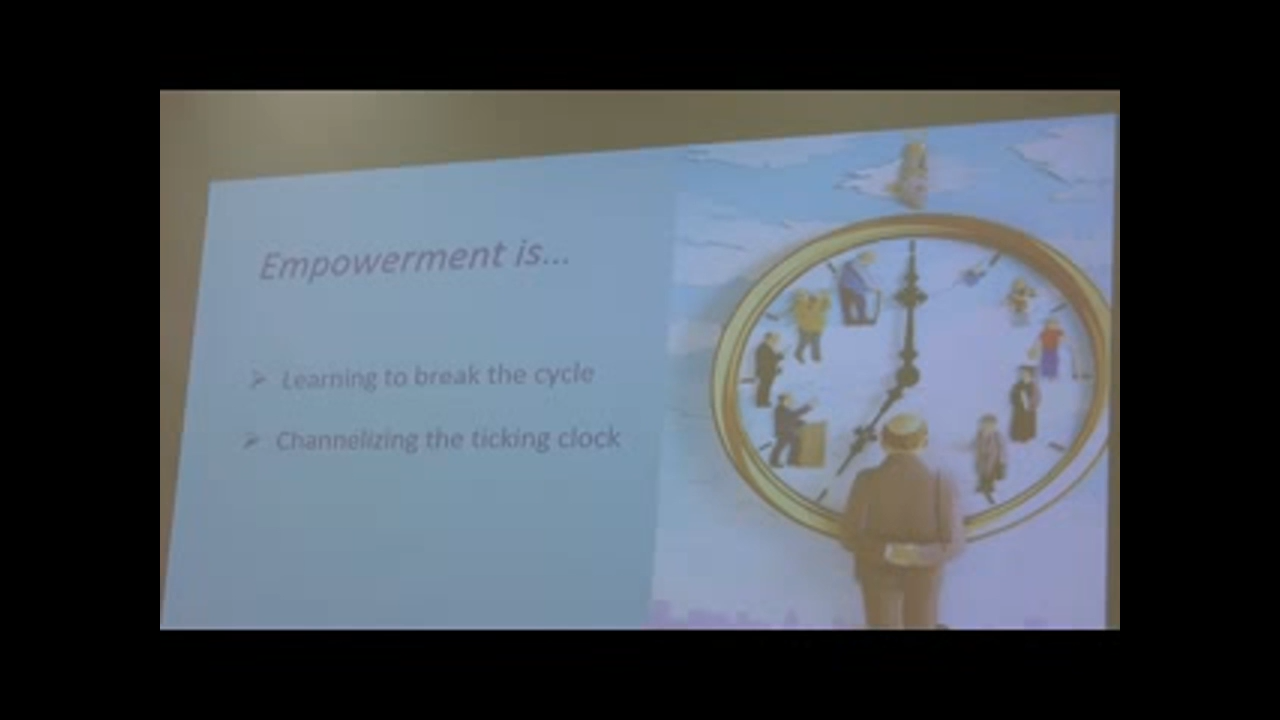 Empowerment is...
Learning to break the cycle
Channelizing the ticking clock